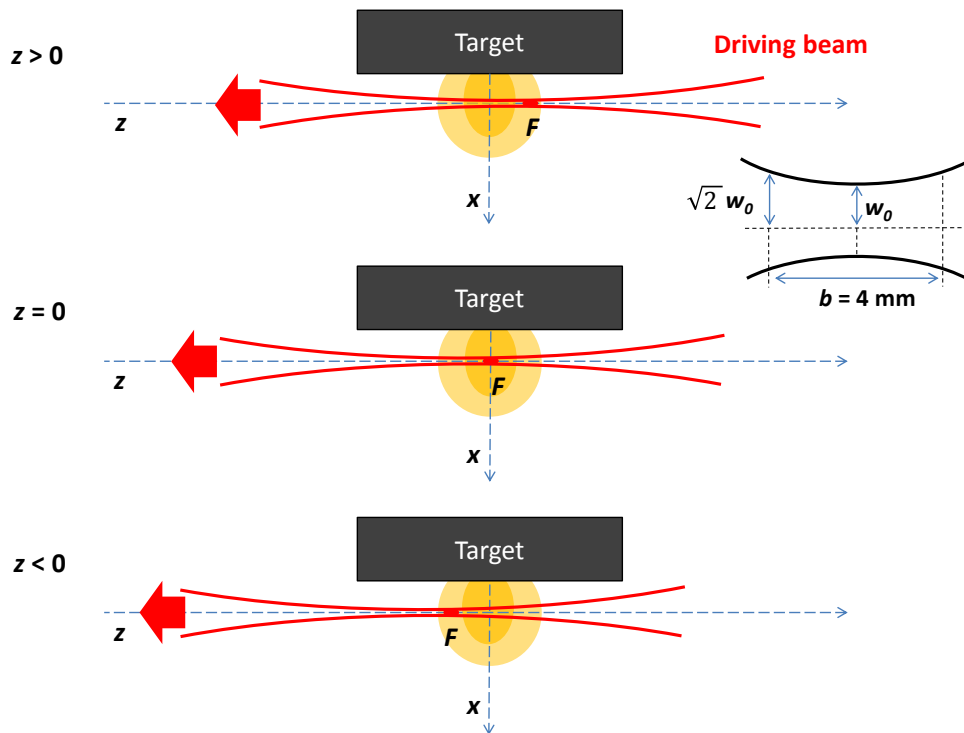 Target
z > 0
Driving beam
z
F
x
√2 w₀
w₀
b = 4 mm
Target
z = 0
z
F
x
Target
z < 0
z
F
x